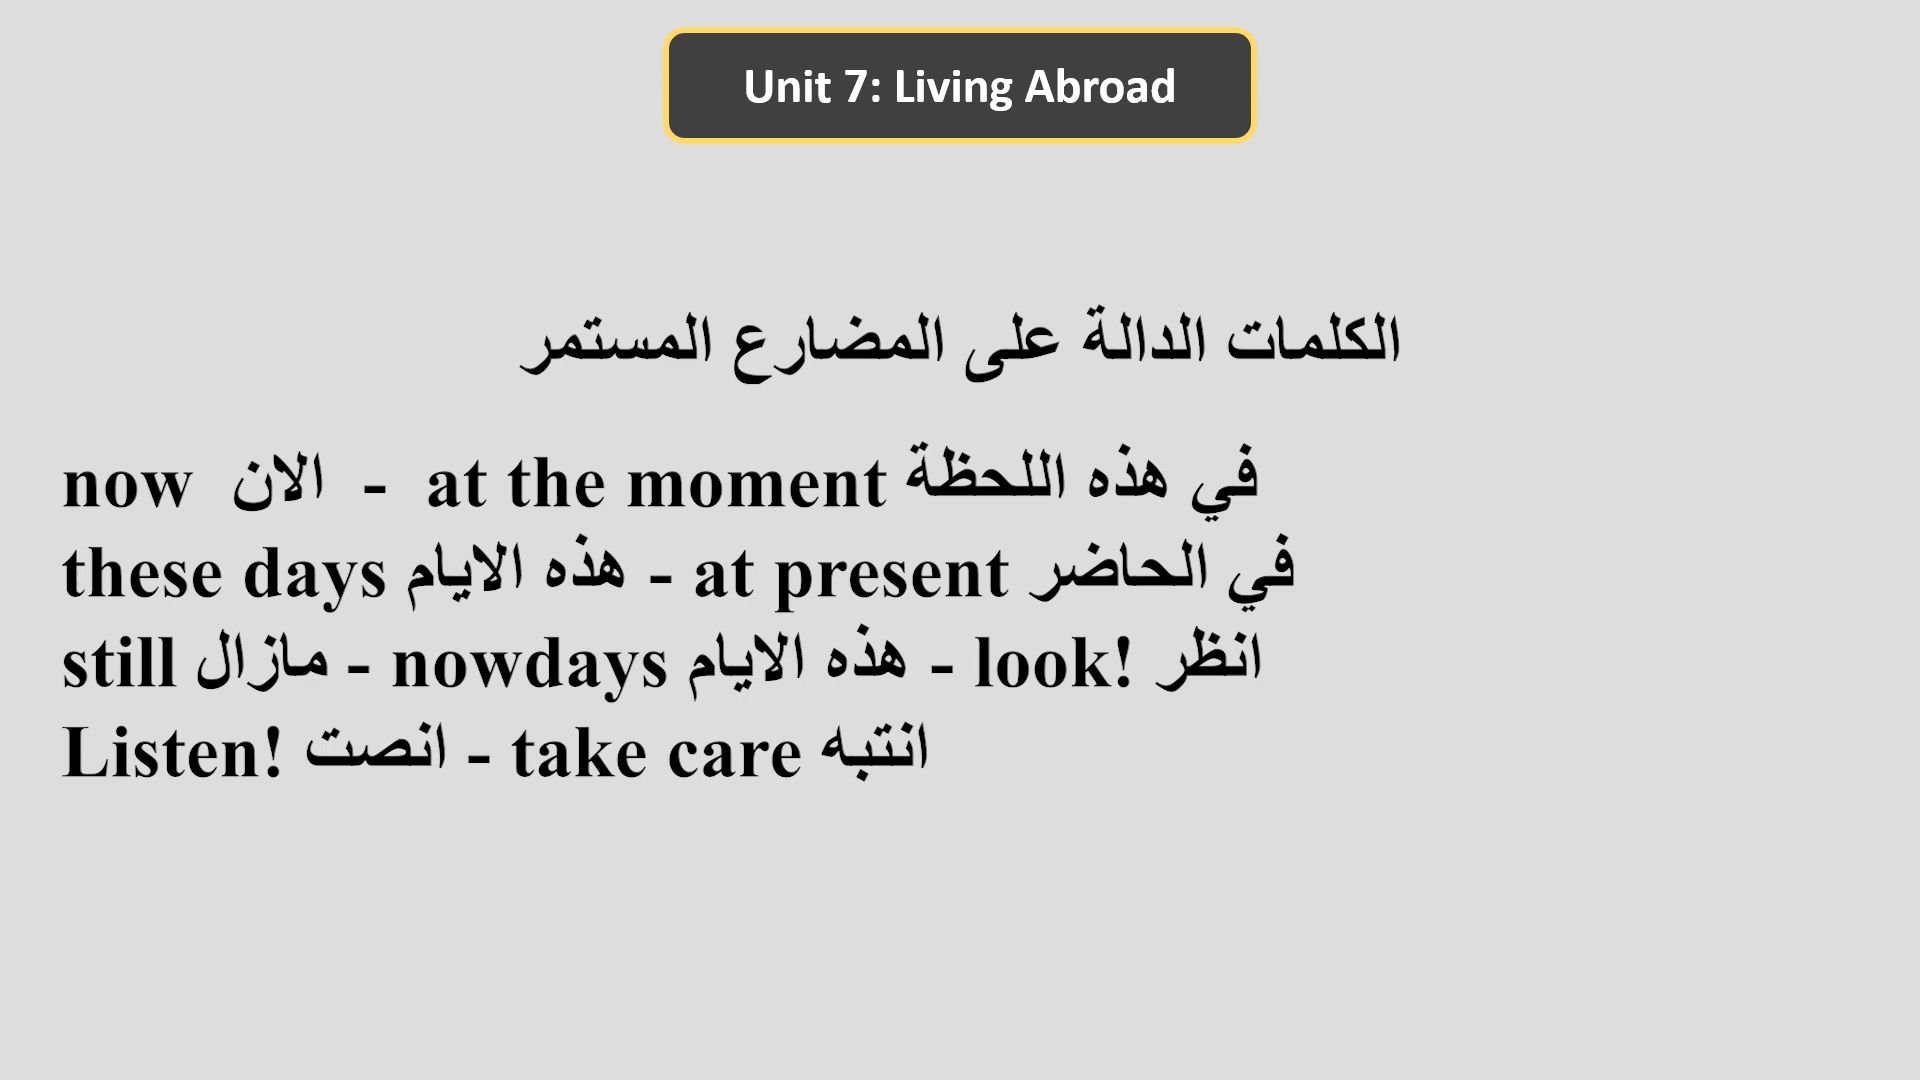 Unit 7: Living Abroad
الكلمات الدالة على المضارع المستمر
now الان - at the moment في هذه اللحظة
these days هذه الايام - at present في الحاضر
still مازال - nowdays هذه الايام - look! انظر
Listen! انصت - take care انتبه